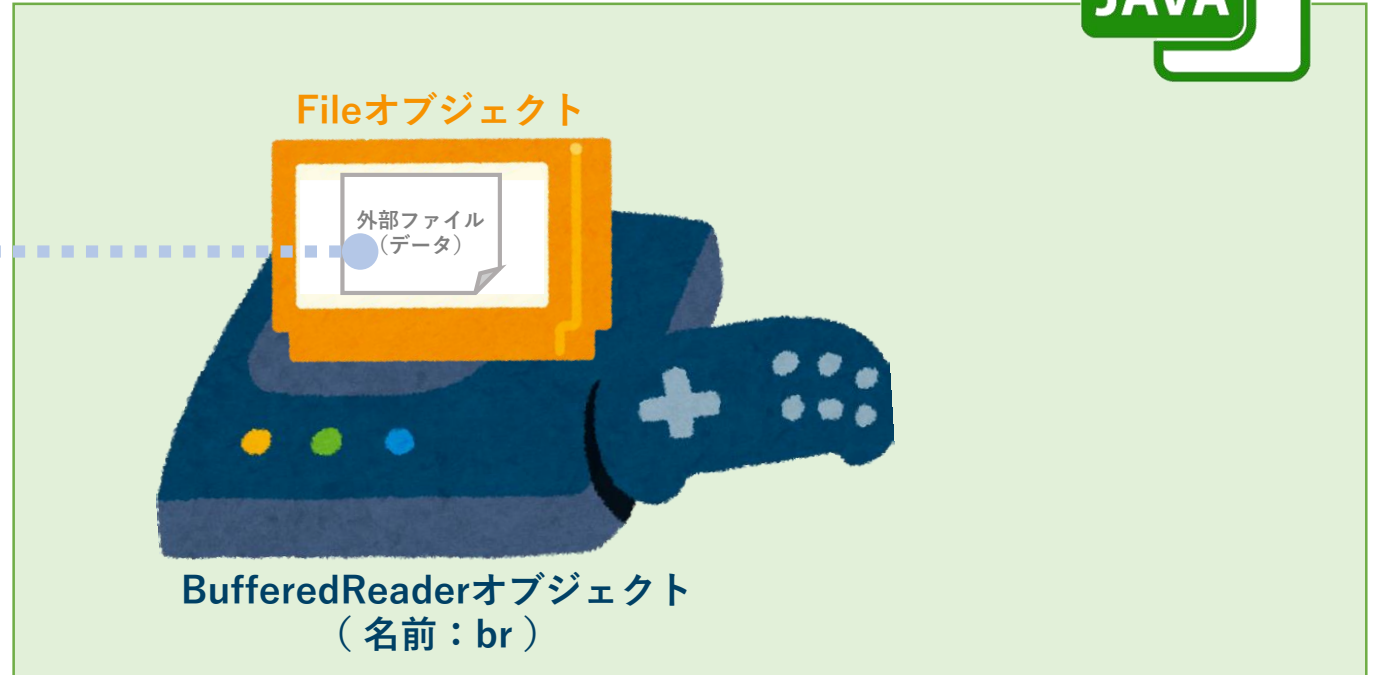 JAVA
Fileオブジェクト
外部ファイル
（データ）
BufferedReaderオブジェクト
（ 名前：br ）